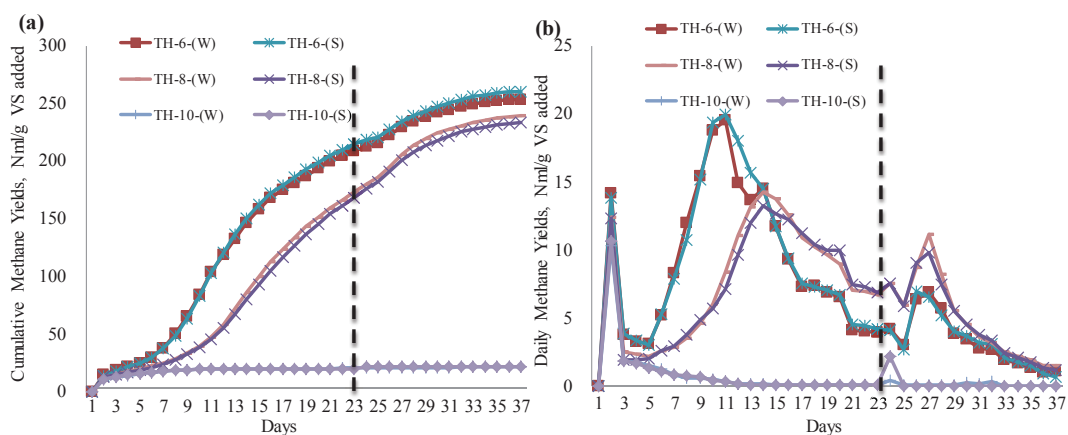 (a)
300
250
200
150
100
50
0
Cumulative Methane Yields, Nml/g VS added
TH-6-(W) TH-6-(S)
TH-8-(W) TH-8-(S)
TH-10-(W) TH-10-(S)
1 3 5 7 9 11 13 15 17 19 21 23 25 27 29 31 33 35 37
Days
(b)
25
20
15
10
5
0
Daily Methane Yields, Nml/g VS added
TH-6-(W) TH-6-(S)
TH-8-(W) TH-8-(S)
TH-10-(W) TH-10-(S)
1 3 5 7 9 11 13 15 17 19 21 23 25 27 29 31 33 35 37
Days